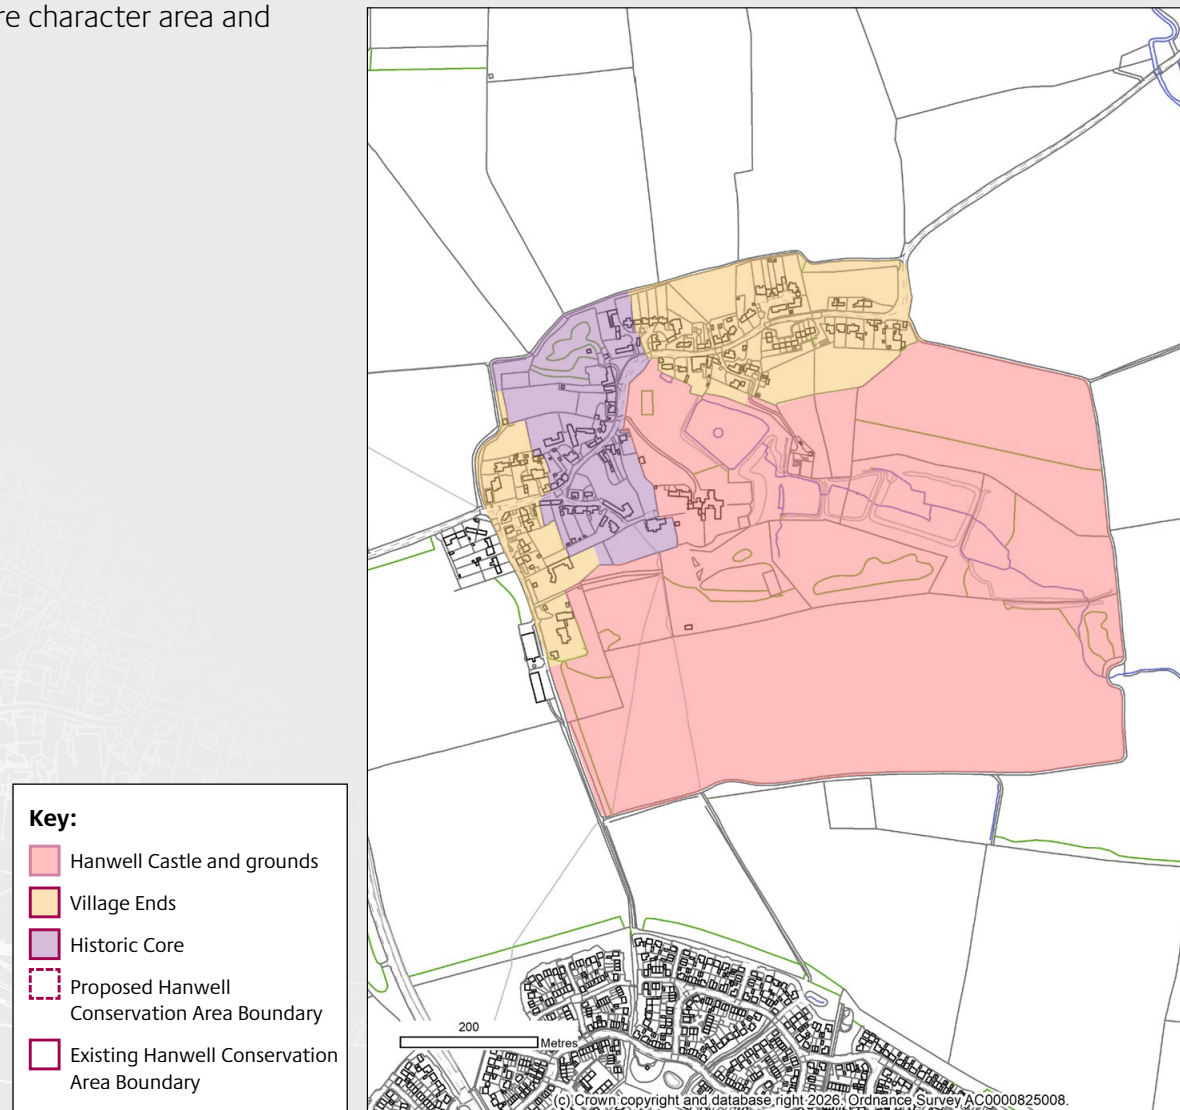 re character area and
Key:
Hanwell Castle and grounds
Village Ends
Historic Core
Proposed Hanwell
Conservation Area Boundary
Existing Hanwell Conservation
Area Boundary
200
Metres
(c) Crown copyright and database right 2026. Ordnance Survey AC0000825008.